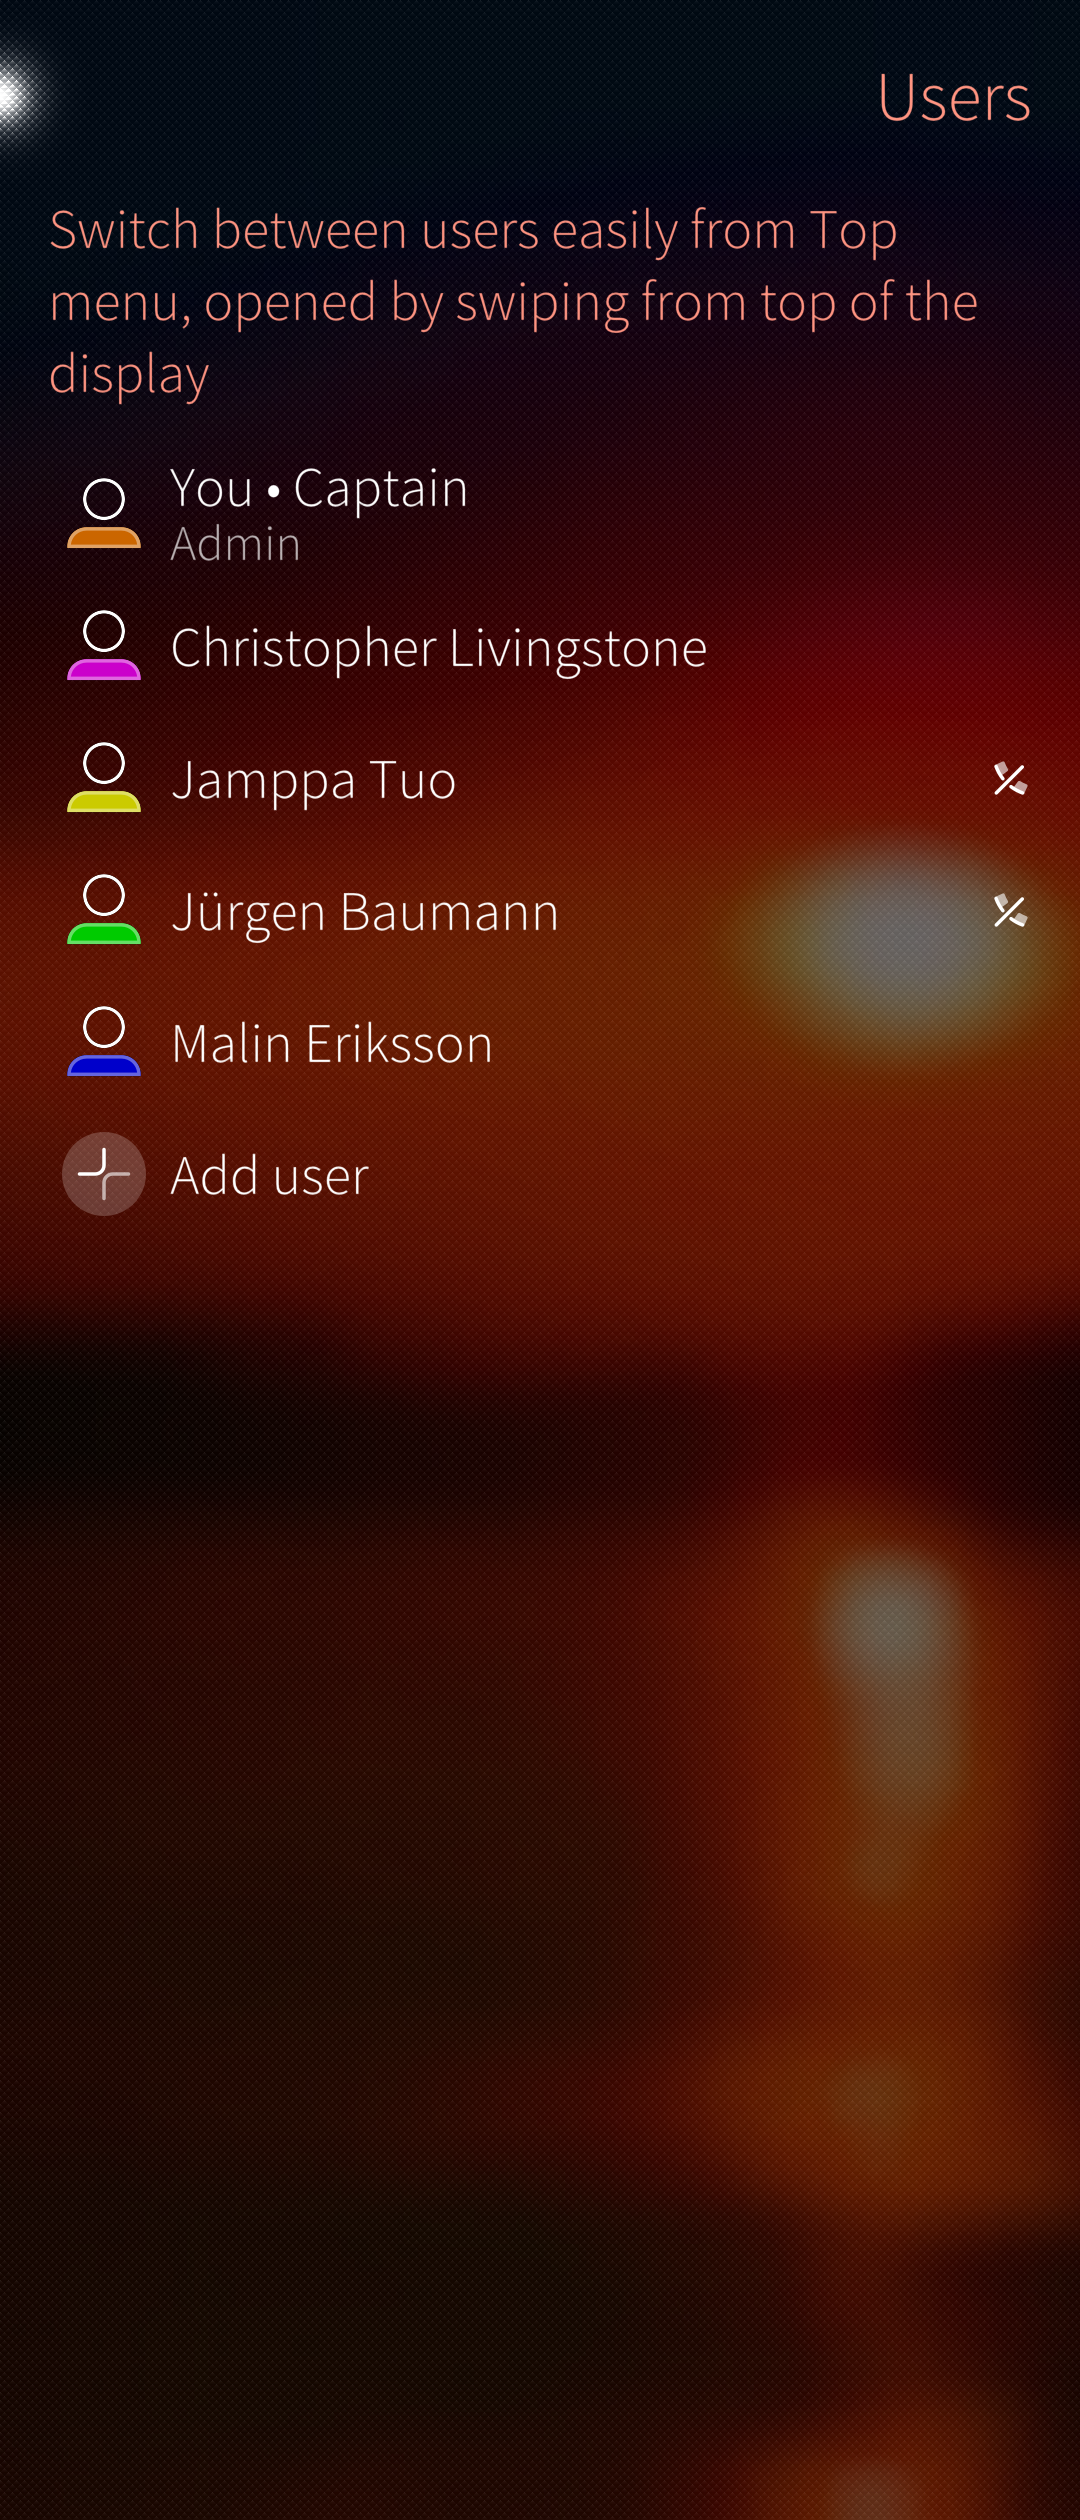 Users
Switch between users easily from Top
menu, opened by swiping from top of the
display
You • Captain
Admin
Christopher Livingstone
Jamppa Tuo
Jürgen Baumann
Malin Eriksson
Add user